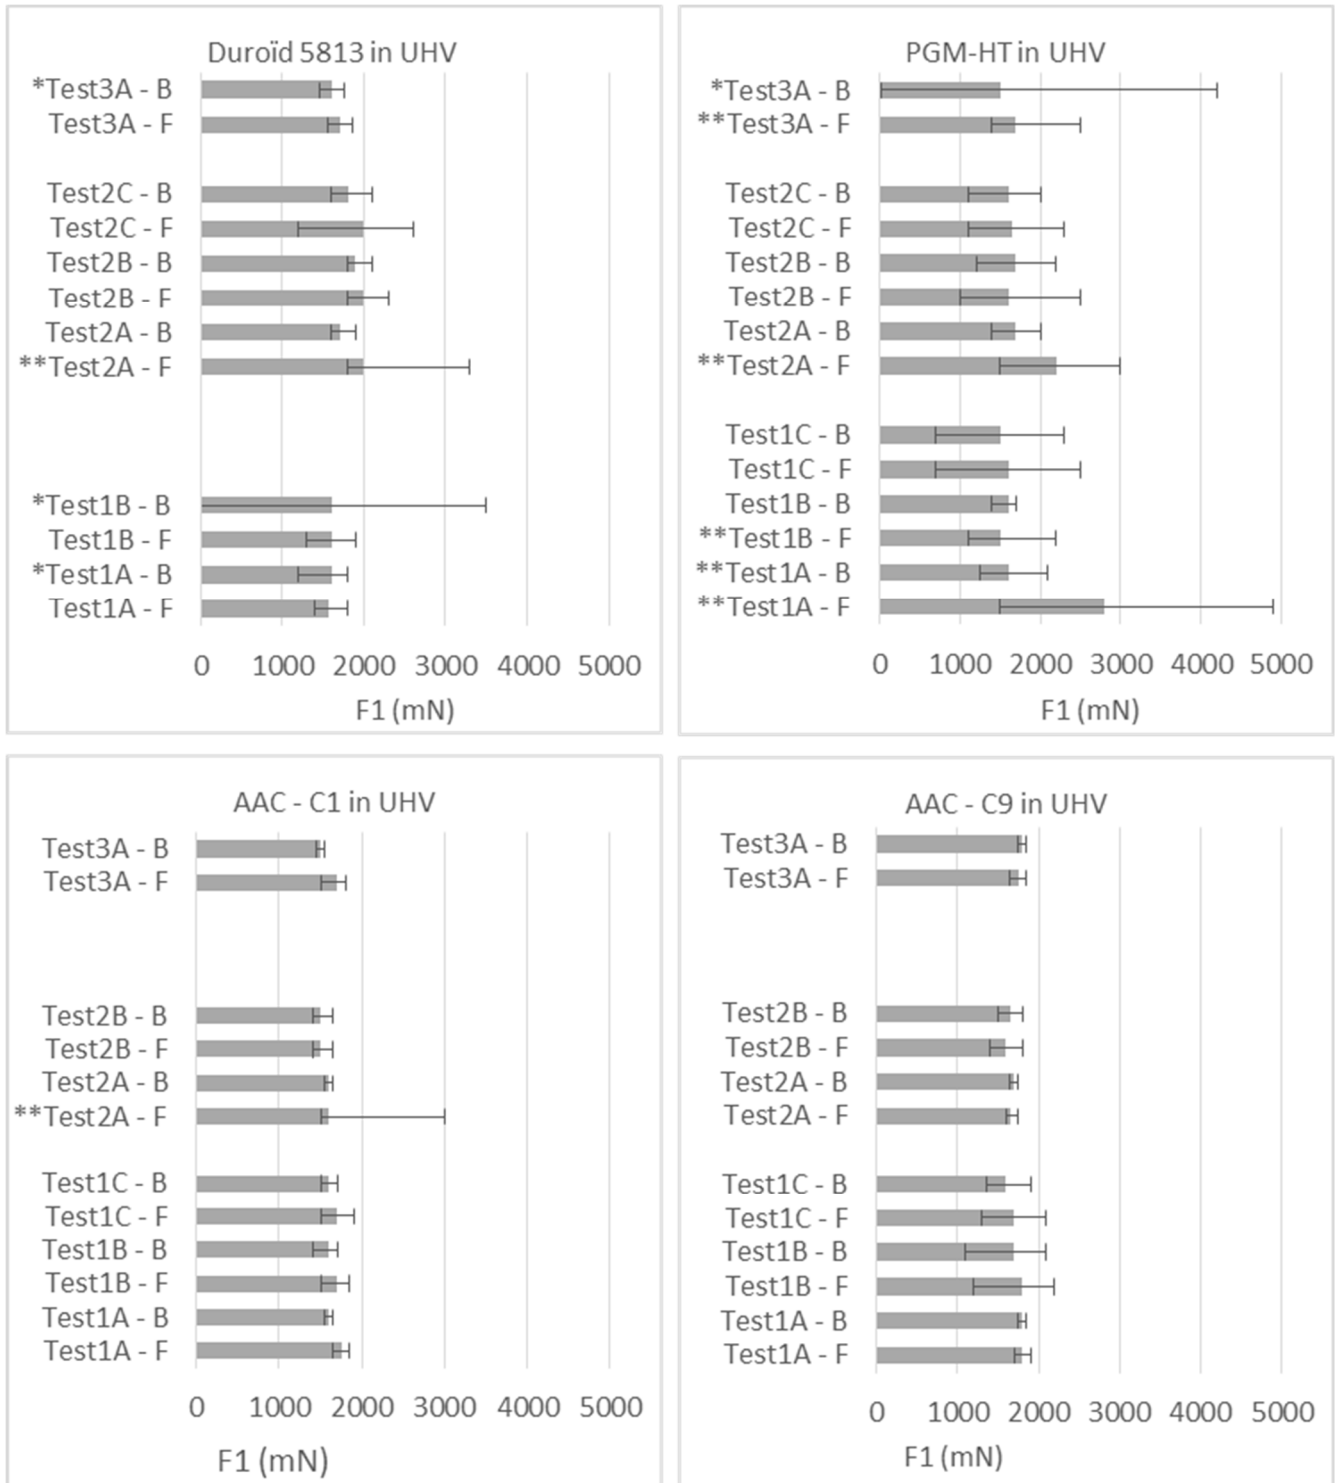 Duroïd 5813 in UHV
*Test3A - B
Test3A - F
Test2C - B
Test2C - F
Test2B - B
Test2B - F
Test2A - B
**Test2A - F
*Test1B - B
Test1B - F
*Test1A - B
Test1A - F
0 1000 2000 3000 4000 5000
F1 (mN)
PGM-HT in UHV
*Test3A - B
**Test3A - F
Test2C - B
Test2C - F
Test2B - B
Test2B - F
Test2A - B
**Test2A - F
Test1C - B
Test1C - F
Test1B - B
**Test1B - F
**Test1A - B
**Test1A - F
0 1000 2000 3000 4000 5000
F1 (mN)
AAC - C1 in UHV
Test3A - B
Test3A - F
Test2B - B
Test2B - F
Test2A - B
**Test2A - F
Test1C - B
Test1C - F
Test1B - B
Test1B - F
Test1A - B
Test1A - F
0 1000 2000 3000 4000 5000
F1 (mN)
AAC - C9 in UHV
Test3A - B
Test3A - F
Test2B - B
Test2B - F
Test2A - B
Test2A - F
Test1C - B
Test1C - F
Test1B - B
Test1B - F
Test1A - B
Test1A - F
0 1000 2000 3000 4000 5000
F1 (mN)